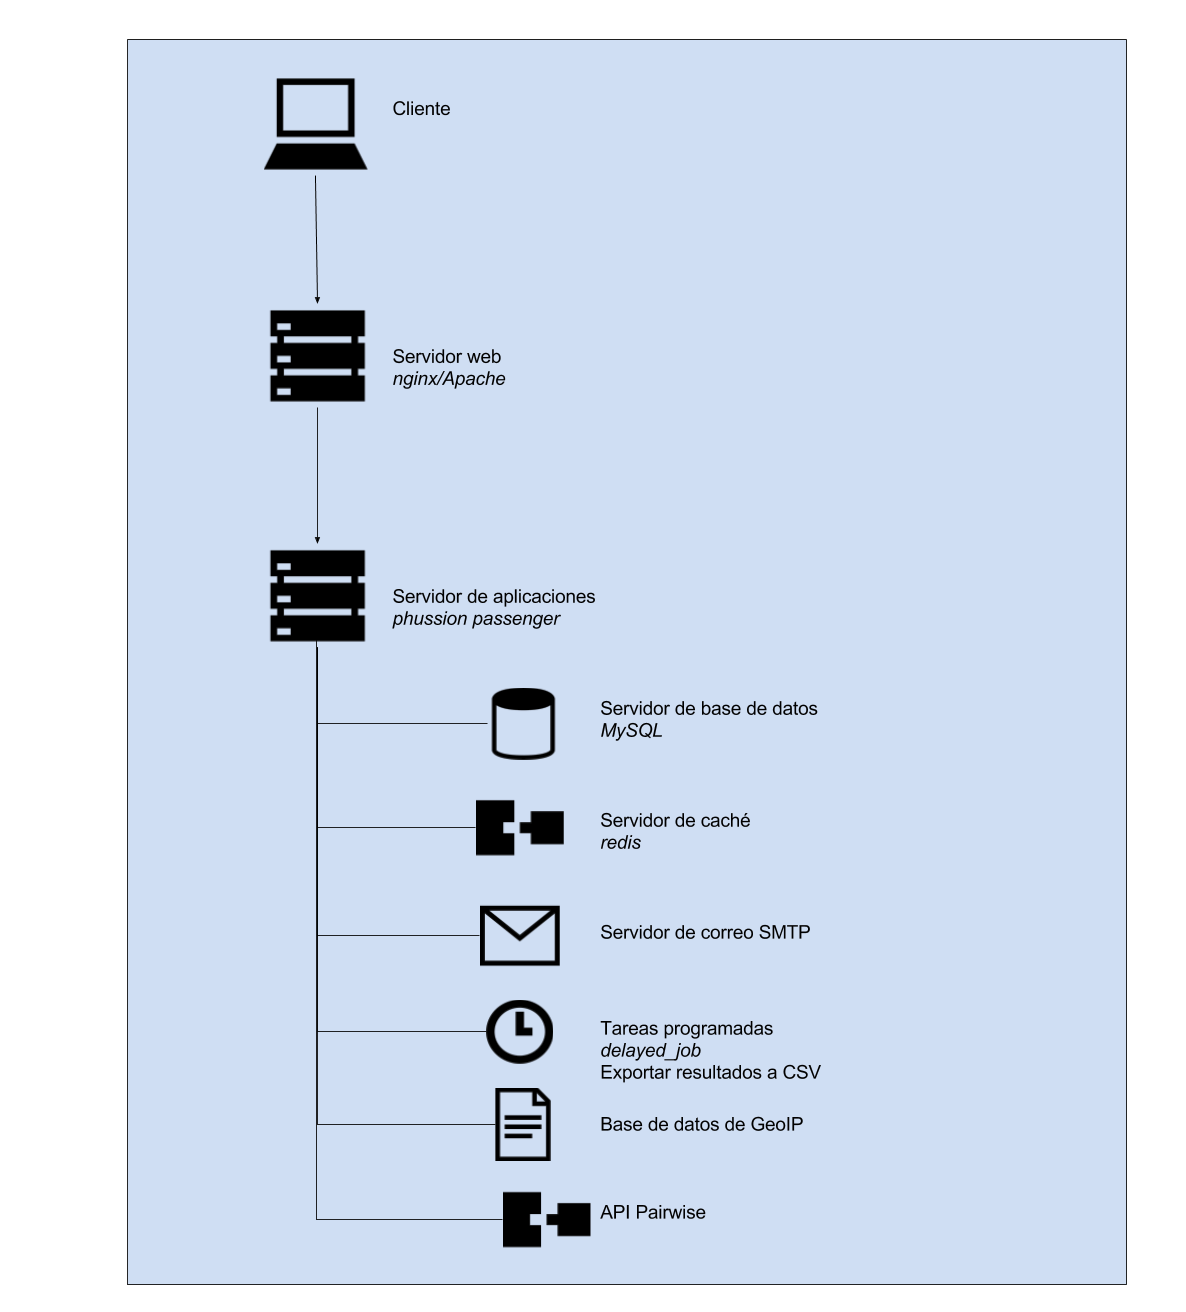 Cliente
Servidor web
nginx/Apache
Servidor de aplicaciones
phussion passenger
Servidor de base de datos
MySQL
Servidor de caché
redis
Servidor de correo SMTP
Tareas programadas
delayed_job
Exportar resultados a CSV
Base de datos de GeoIP
API Pairwise